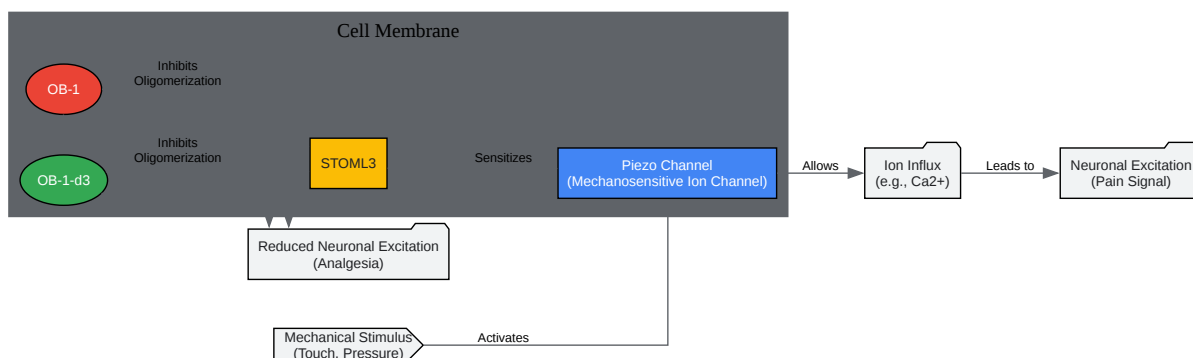 Cell Membrane
Inhibits
Oligomerization
OB-1
Inhibits
Oligomerization
OB-1-d3
STOML3
Sensitizes
Piezo Channel
(Mechanosensitive Ion Channel)
Allows
Ion Influx
(e.g., Ca2+)
Leads to
Neuronal Excitation
(Pain Signal)
Reduced Neuronal Excitation
(Analgesia)
Mechanical Stimulus
(Touch, Pressure)
Activates